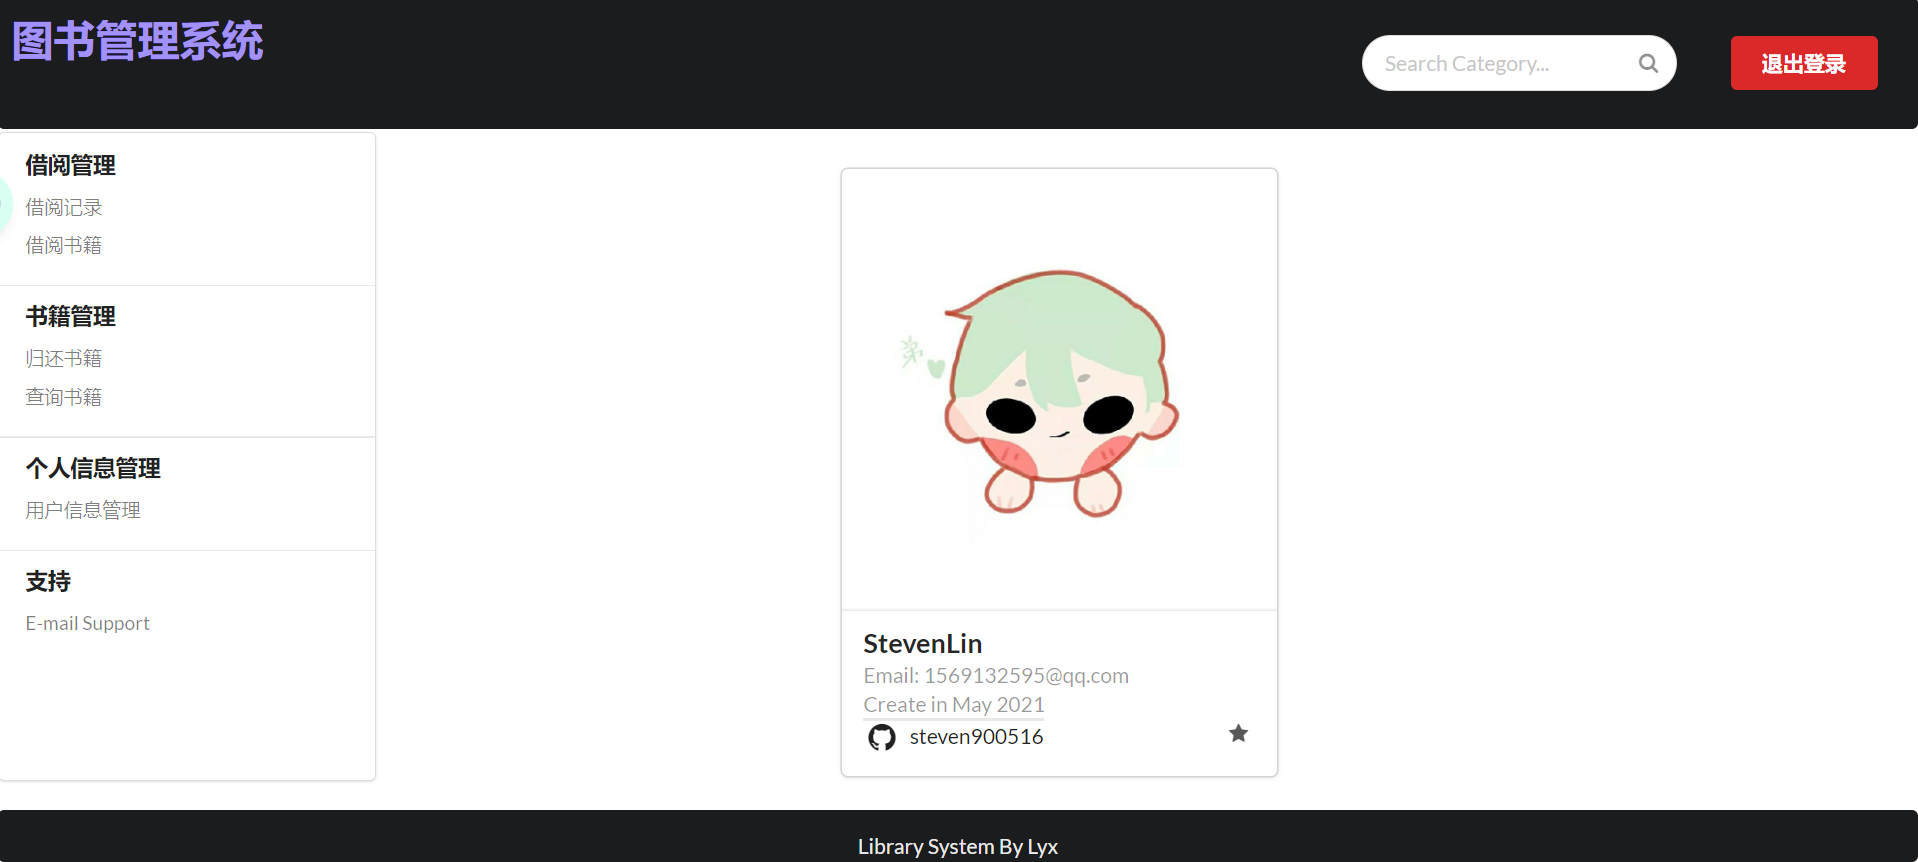 图书管理系统
Search Category...
退出登录
借阅管理
借阅记录
借阅书籍
书籍管理
归还书籍
查询书籍
个人信息管理
用户信息管理
支持
E-mail Support
弟
StevenLin
Email: 1569132595@qq.com
Create in May 2021
steven900516
Library System By Lyx